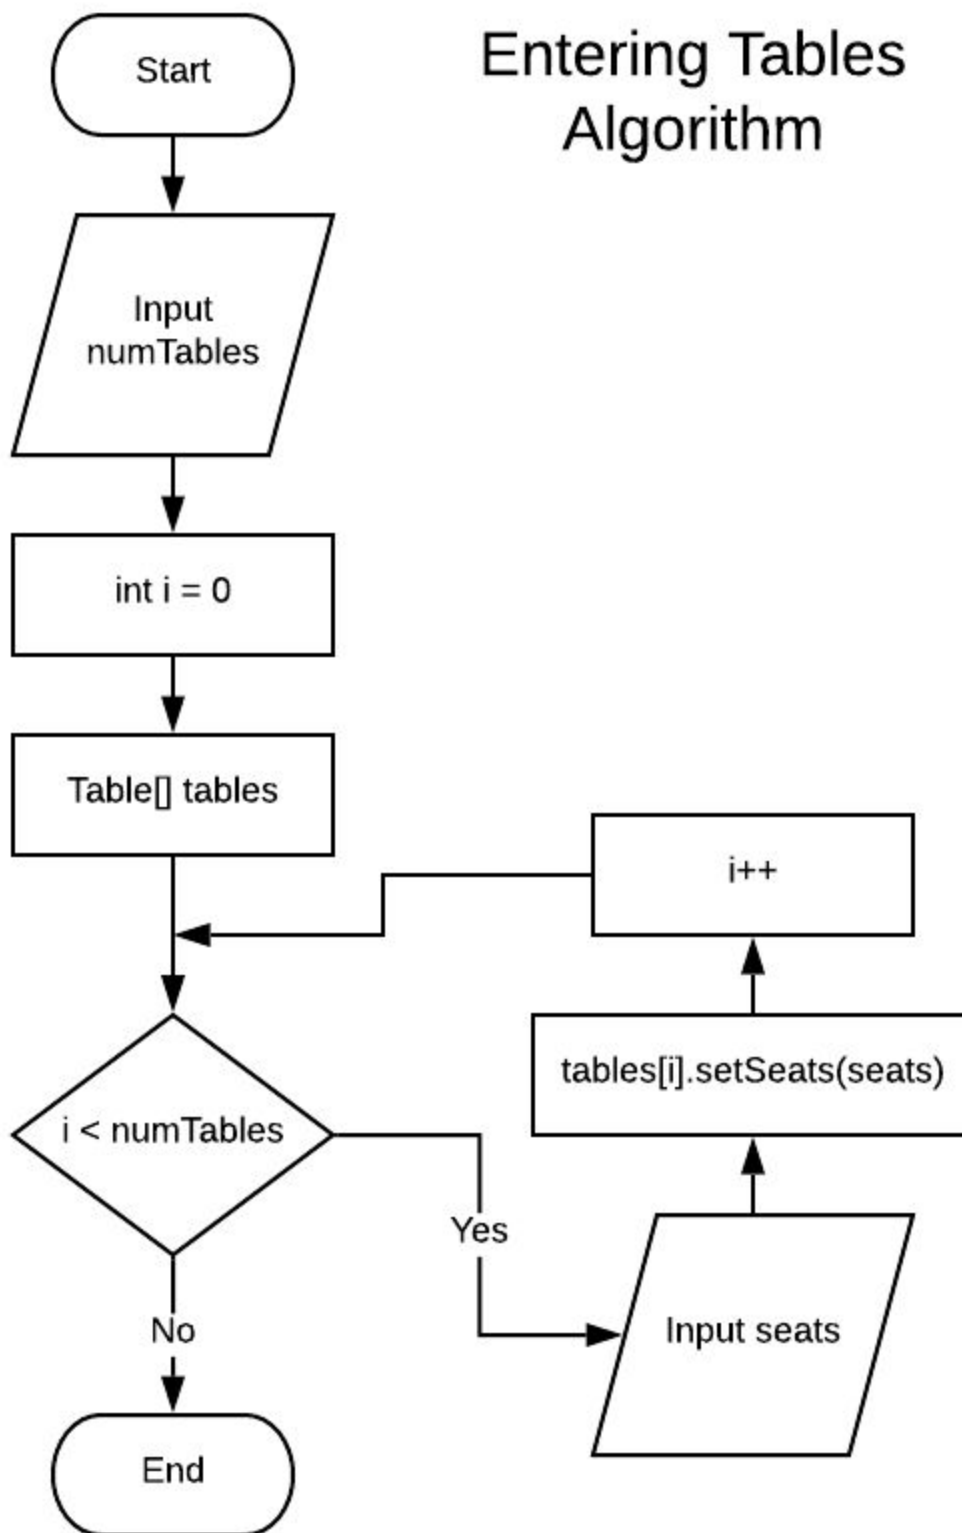 Entering Tables
Algorithm
Start
Input
numTables
int i = 0
Table[] tables
i < numTables
Yes
Input seats
tables[i].setSeats(seats)
i++
No
End